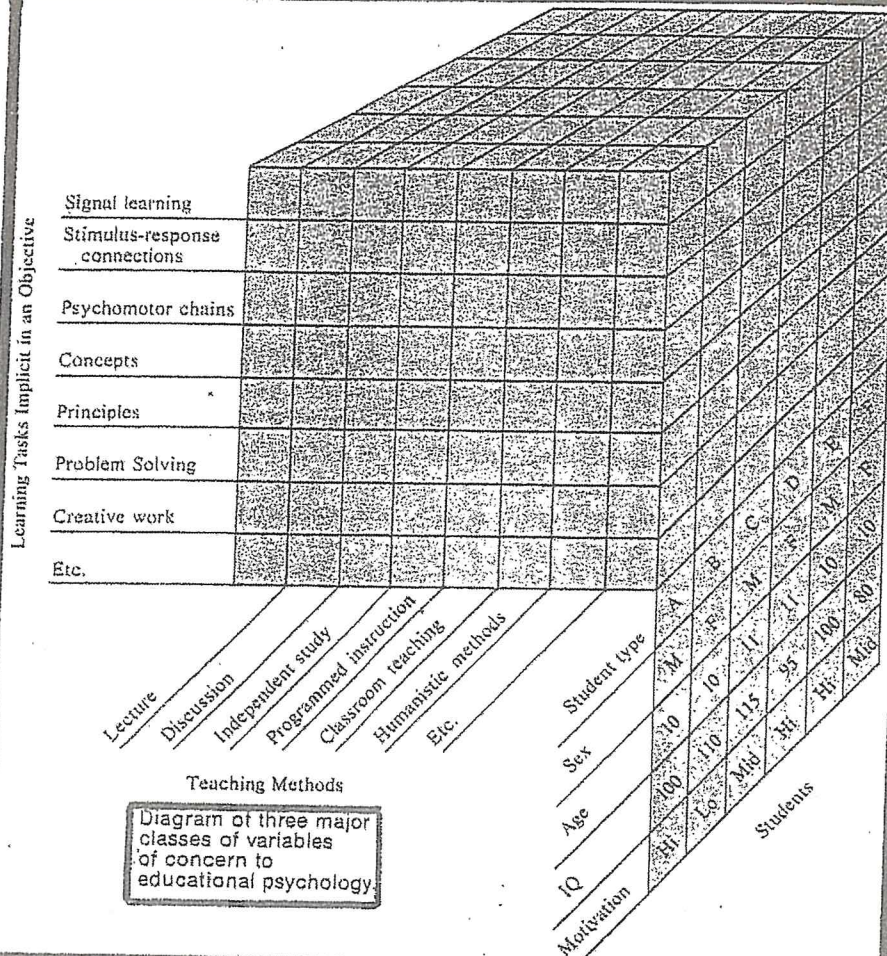 Learning Tasks Implicit in an Objective
Signal learning
Stimulus-response
connections
Psychomotor chains
Concepts
Principles
Problem Solving
Creative work
Etc.
Lecture
Discussion
Independent study
Programmed instruction
Classroom teaching
Humanistic methods
Etc.
Teaching Methods
Student type A B C D E F
Sex M F M F M F
Age 10 10 11 11 10 10
IQ 100 110 115 95 100 80
Motivation Hi Lo Mid Hi Hi Mid
Students
Diagram of three major
classes of variables
of concern to
educational psychology.